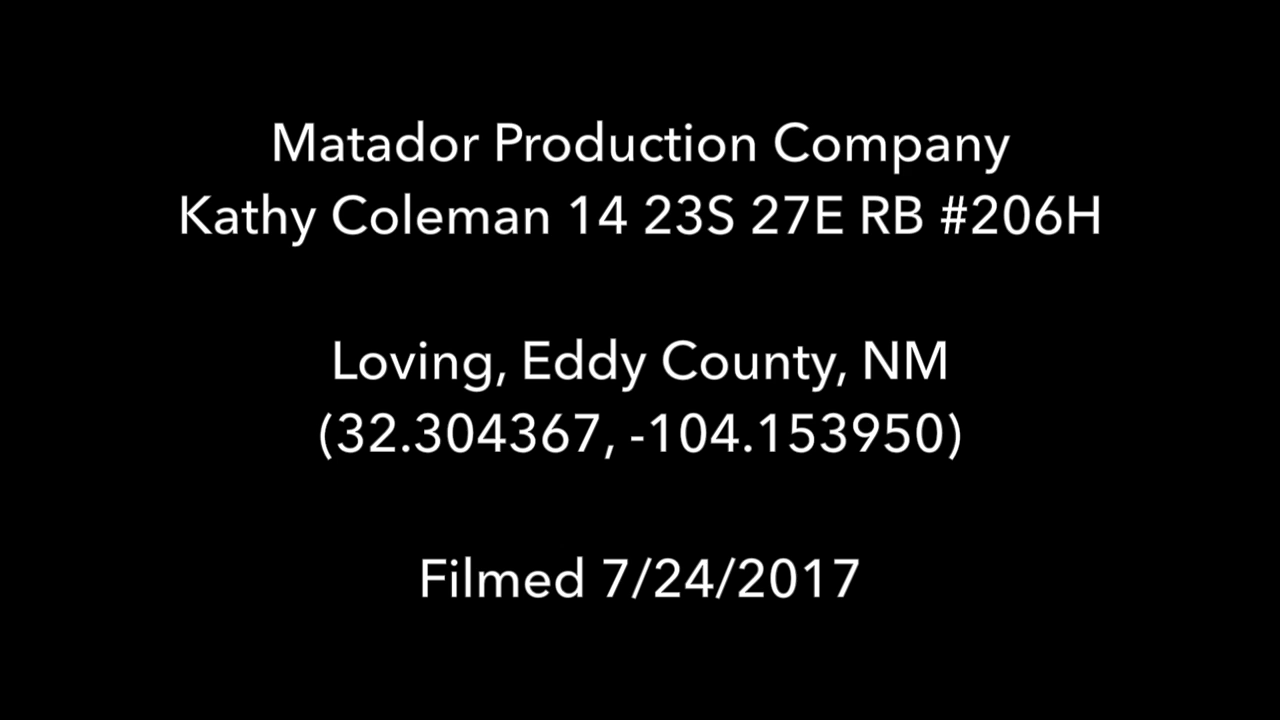 Matador Production Company
Kathy Coleman 14 23S 27E RB #206H
Loving, Eddy County, NM
(32.304367, -104.153950)
Filmed 7/24/2017